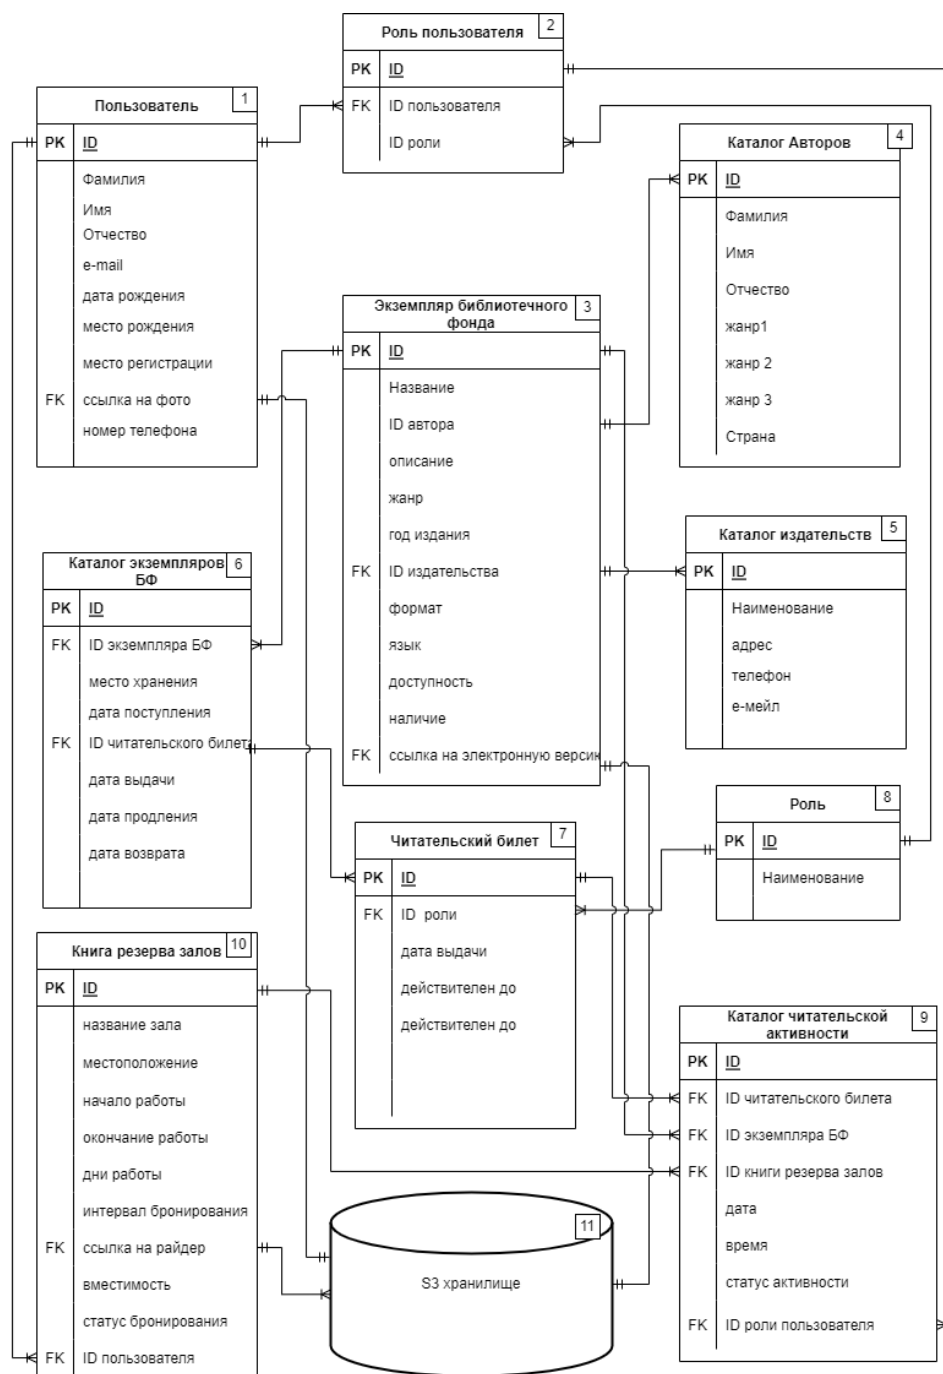 Роль пользователя
2
PK ID
FK ID пользователя
ID роли
Пользователь
1
PK ID
Фамилия
Имя
Отчество
e-mail
дата рождения
место рождения
место регистрации
FK ссылка на фото
номер телефона
Каталог Авторов
4
PK ID
Фамилия
Имя
Отчество
жанр1
жанр 2
жанр 3
Страна
Экземпляр библиотечного
фонда
3
PK ID
Название
ID автора
описание
жанр
год издания
FK ID издательства
формат
язык
доступность
наличие
FK ссылка на электронную версию
Каталог издательств
5
PK ID
Наименование
адрес
телефон
е-мейл
Каталог экземпляров
БФ
6
PK ID
FK ID экземпляра БФ
место хранения
дата поступления
FK ID читательского билета
дата выдачи
дата продления
дата возврата
Роль
8
PK ID
Наименование
Читательский билет
7
PK ID
FK ID роли
дата выдачи
действителен до
действителен до
Книга резерва залов
10
PK ID
название зала
местоположение
начало работы
окончание работы
дни работы
интервал бронирования
FK ссылка на райдер
вместимость
статус бронирования
FK ID пользователя
Каталог читательской
активности
9
PK ID
FK ID читательского билета
FK ID экземпляра БФ
FK ID книги резерва залов
дата
время
статус активности
FK ID роли пользователя
11
S3 хранилище